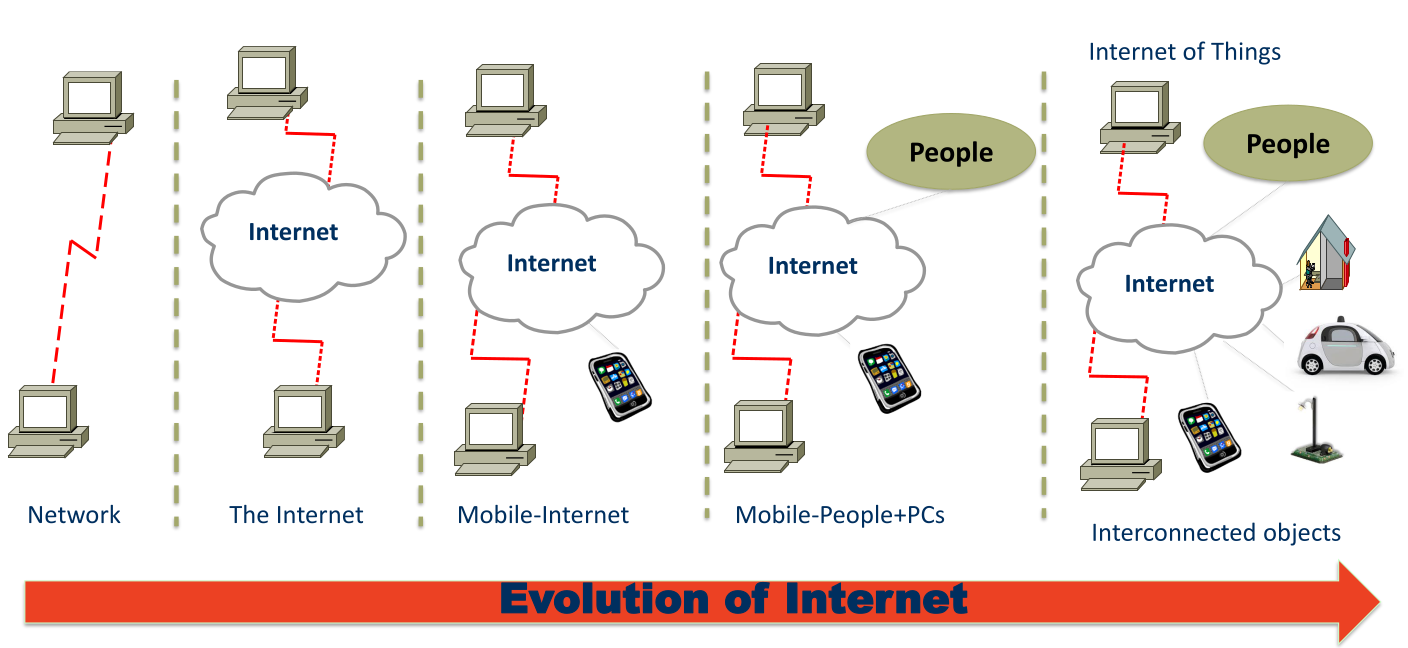 Internet of Things
People
People
Internet
Internet
Internet
Internet
Internet
Network
The Internet
Mobile-Internet
Mobile-People+PCs
Interconnected objects
Evolution of Internet